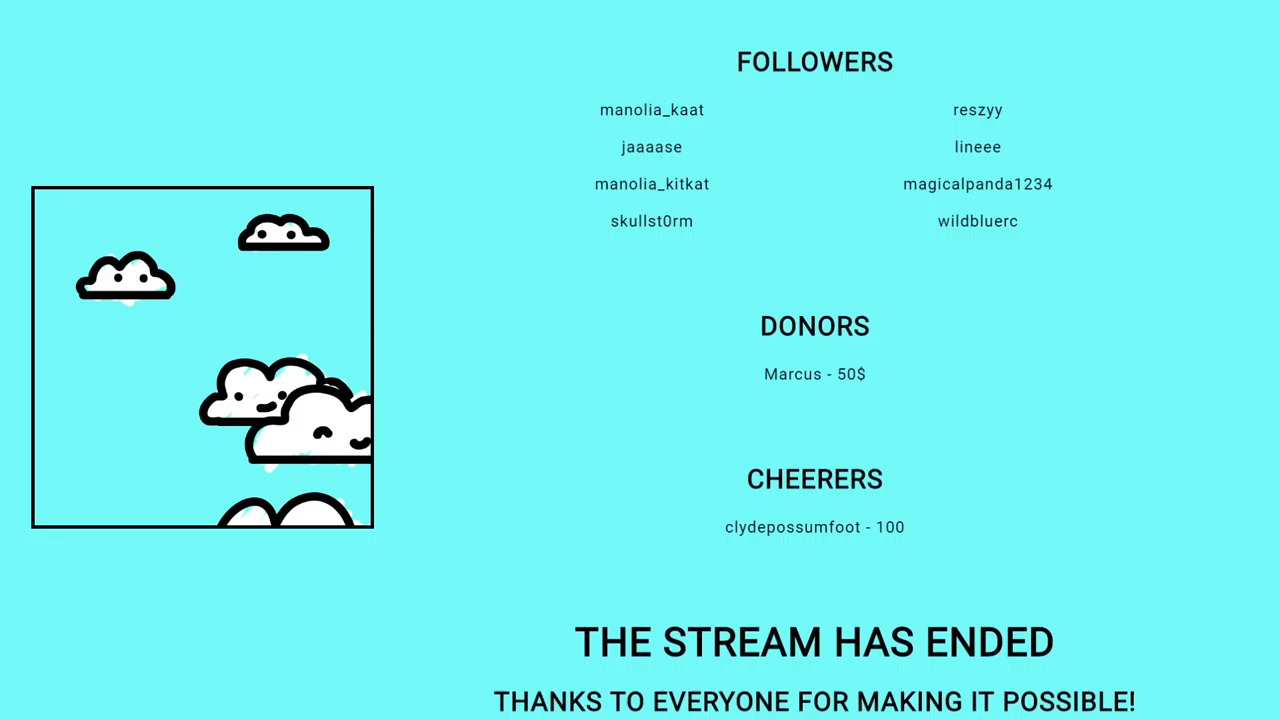 FOLLOWERS
manolia_kaat reszyy
jaaaase lineee
manolia_kitkat magicalpanda1234
skullst0rm wildbluerc
DONORS
Marcus - 50$
CHEERERS
clydepossumfoot - 100
THE STREAM HAS ENDED
THANKS TO EVERYONE FOR MAKING IT POSSIBLE!